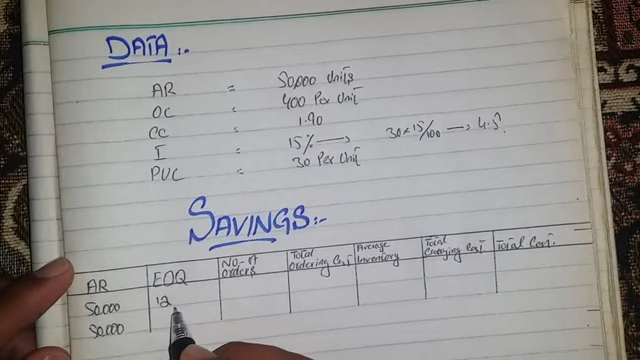 DATA:-
AR = 50,000 Units
OC = 400 Per Unit
CC = 1.90
I = 15% → 30×15/100 → 4.5
PUC = 30 Per Unit
SAVINGS:-
AR EOQ No. of Orders Total Ordering Cost Average Inventory Total Carrying Cost Total Cost.
50,000 12
50,000